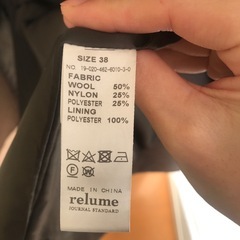 SIZE 38
NO. 19-020-462-6010-3-0
FABRIC
WOOL 50%
NYLON 25%
POLYESTER 25%
LINING
POLYESTER 100%
MADE IN CHINA
relume
JOURNAL STANDARD